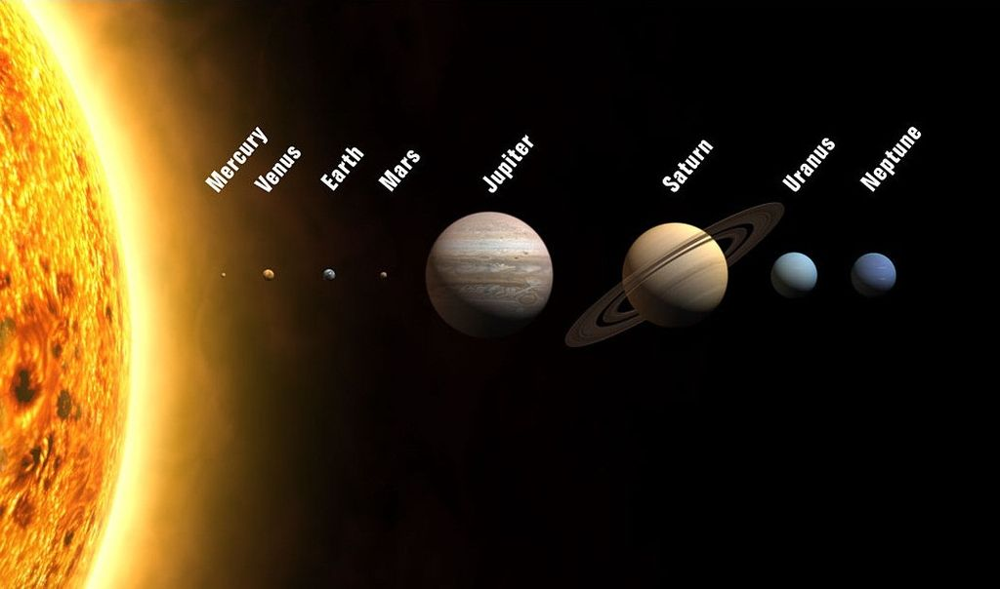 Mercury
Venus
Earth
Mars
Jupiter
Saturn
Uranus
Neptune